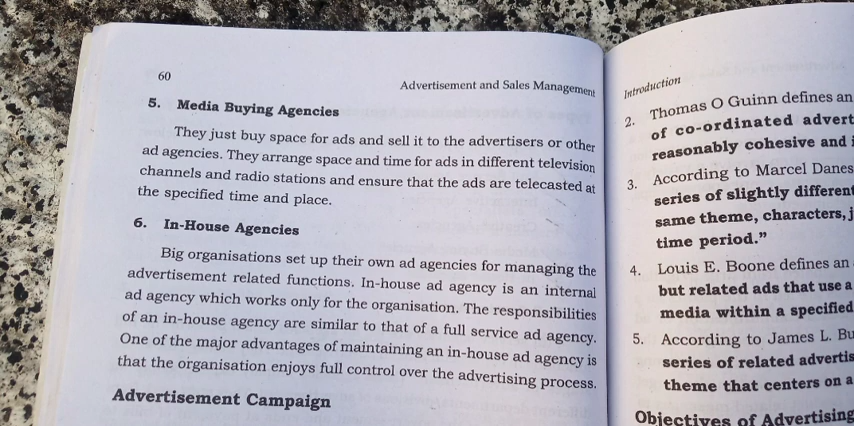 60
Advertisement and Sales Management
5. Media Buying Agencies
They just buy space for ads and sell it to the advertisers or other
ad agencies. They arrange space and time for ads in different television
channels and radio stations and ensure that the ads are telecasted at
the specified time and place.
6. In-House Agencies
Big organisations set up their own ad agencies for managing the
advertisement related functions. In-house ad agency is an internal
ad agency which works only for the organisation. The responsibilities
of an in-house agency are similar to that of a full service ad agency.
One of the major advantages of maintaining an in-house ad agency is
that the organisation enjoys full control over the advertising process.
Advertisement Campaign
Introduction
2. Thomas O Guinn defines an
of co-ordinated advert
reasonably cohesive and
3. According to Marcel Danes
series of slightly different
same theme, characters, j
time period.”
4. Louis E. Boone defines an
but related ads that use a
media within a specified
5. According to James L. Bu
series of related advertis
theme that centers on a
Objectives of Advertising